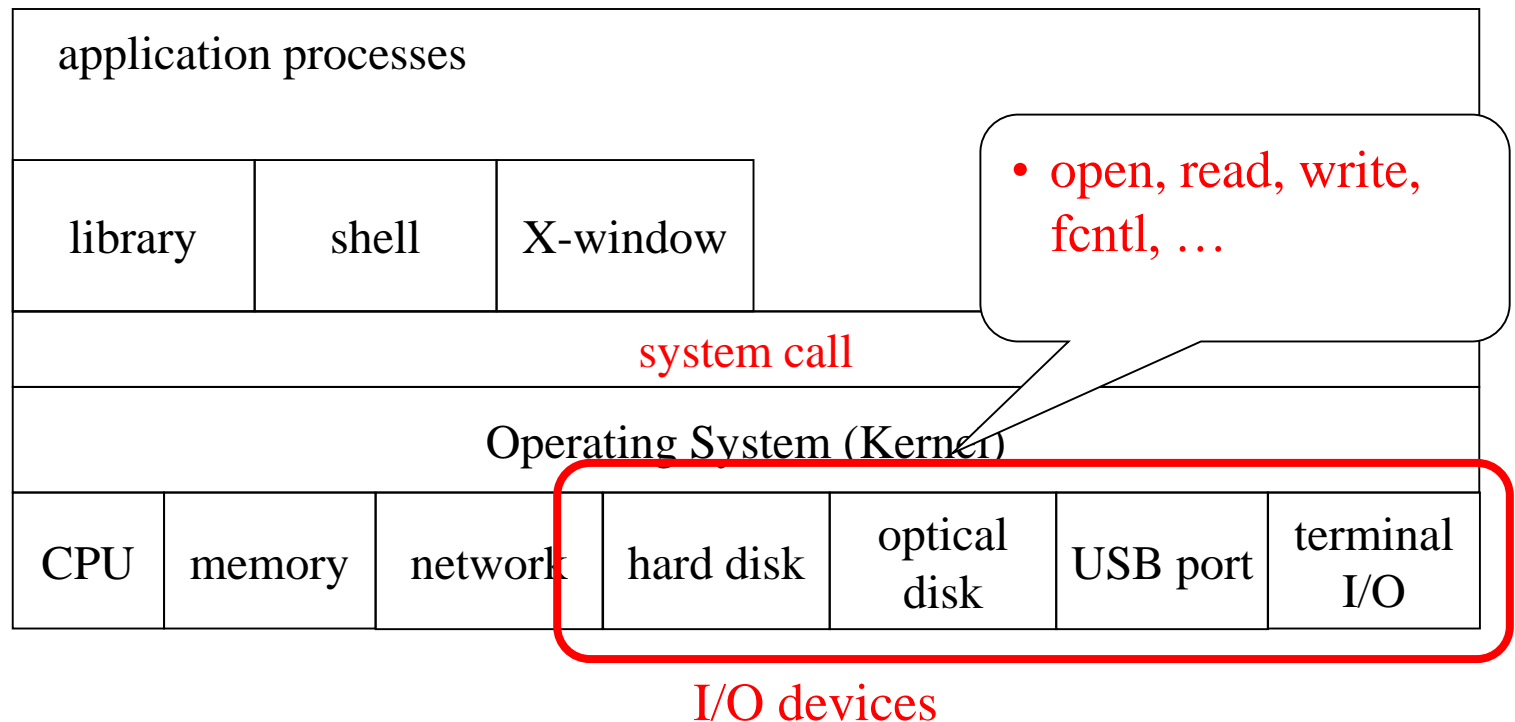 application processes
• open, read, write,
fcntl, …
library shell X-window
system call
Operating System (Kernel)
CPU memory network hard disk optical disk USB port terminal I/O
I/O devices